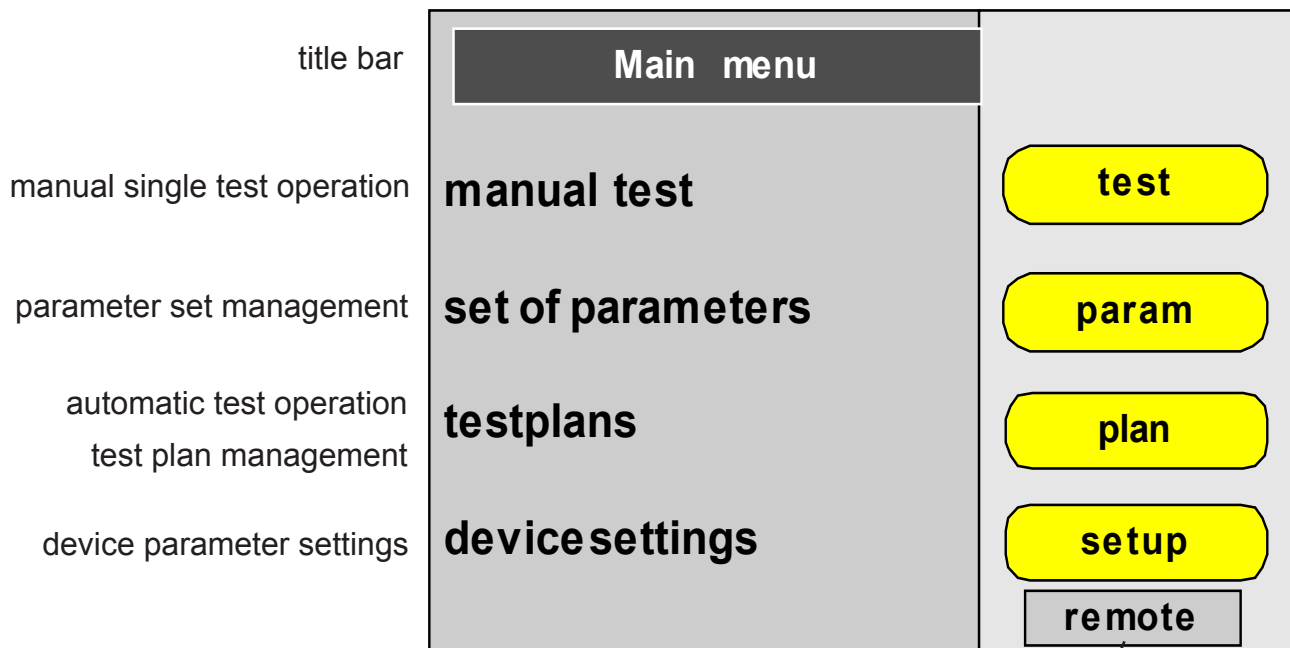 title bar
Main menu
manual single test operation
manual test
test
parameter set management
set of parameters
param
automatic test operation
test plan management
testplans
plan
device parameter settings
devicesettings
setup
remote